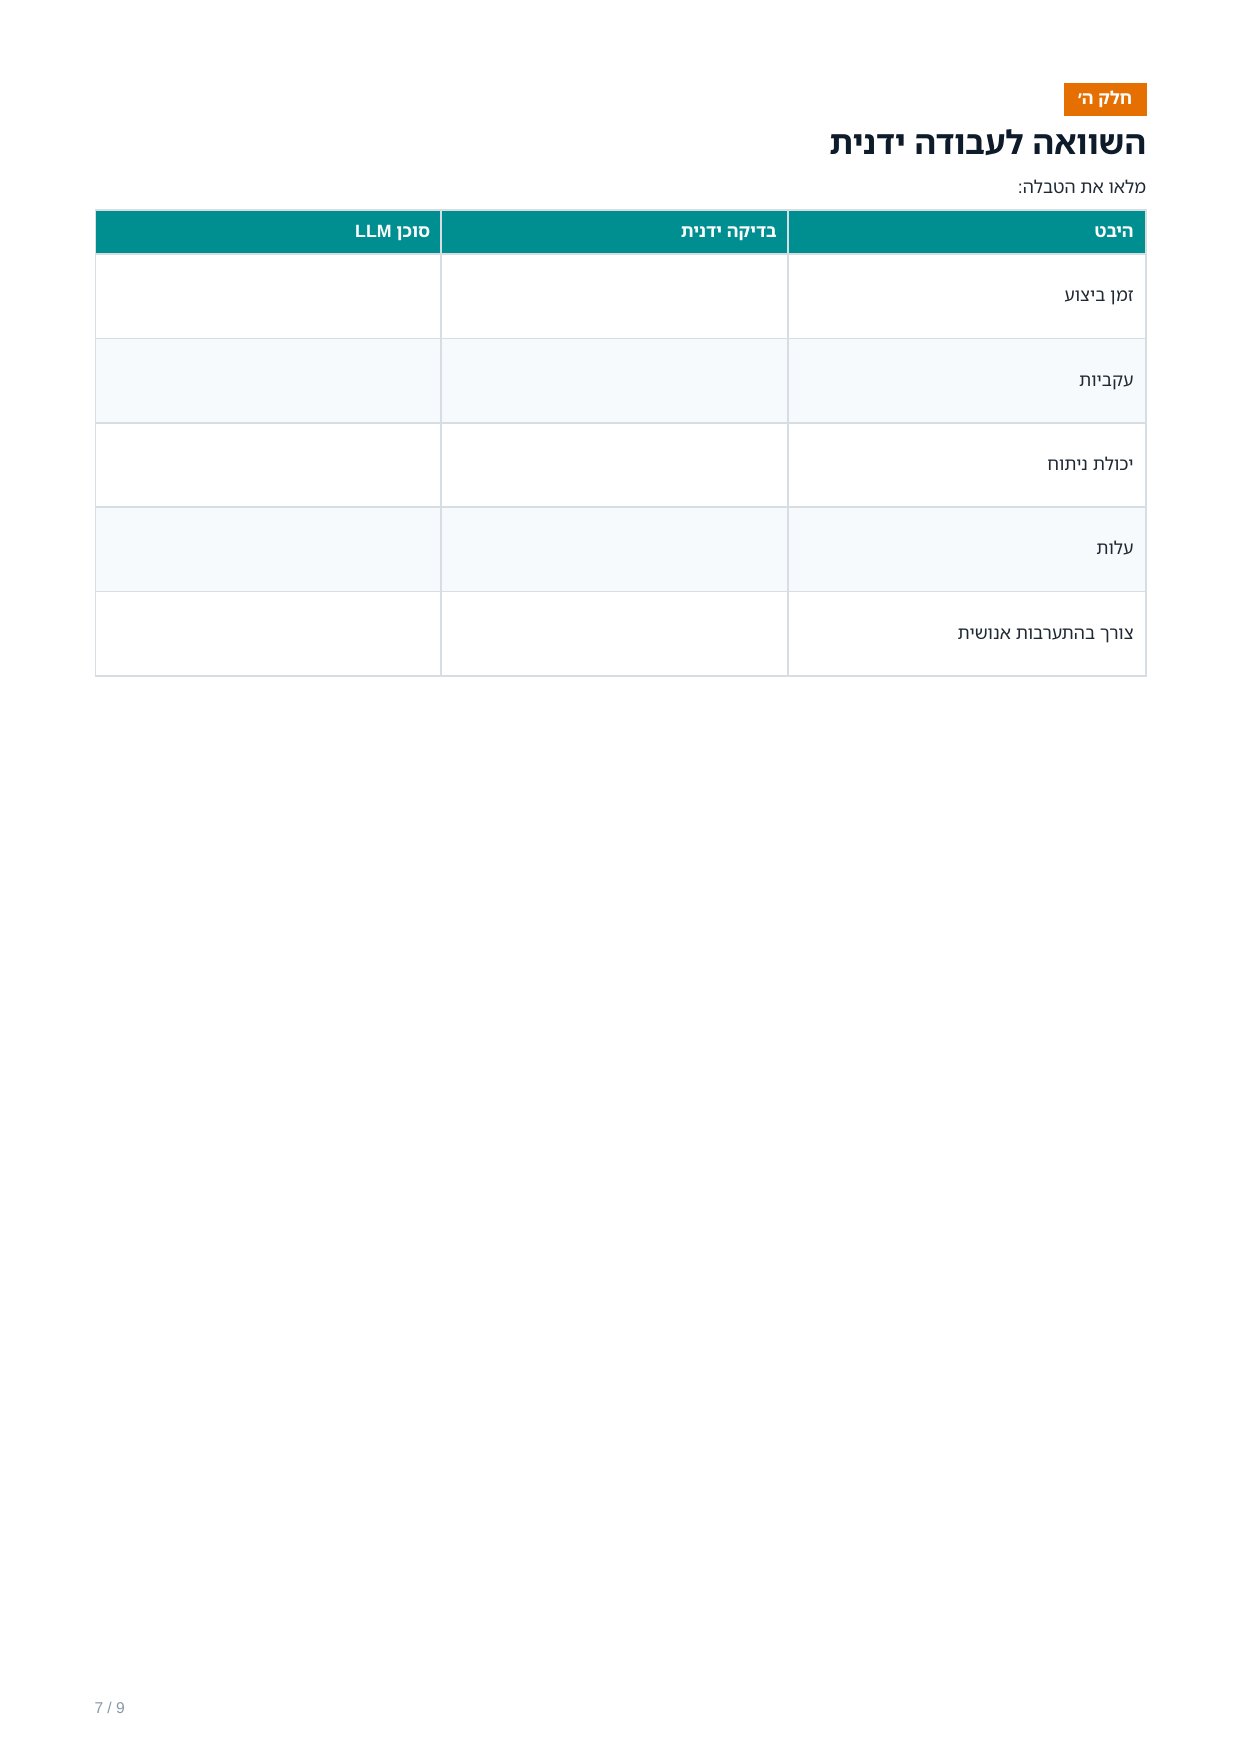 חלק ה׳
השוואה לעבודה ידנית
מלאו את הטבלה:
היבט בדיקה ידנית סוכן LLM
זמן ביצוע
עקביות
יכולת ניתוח
עלות
צורך בהתערבות אנושית
7 / 9